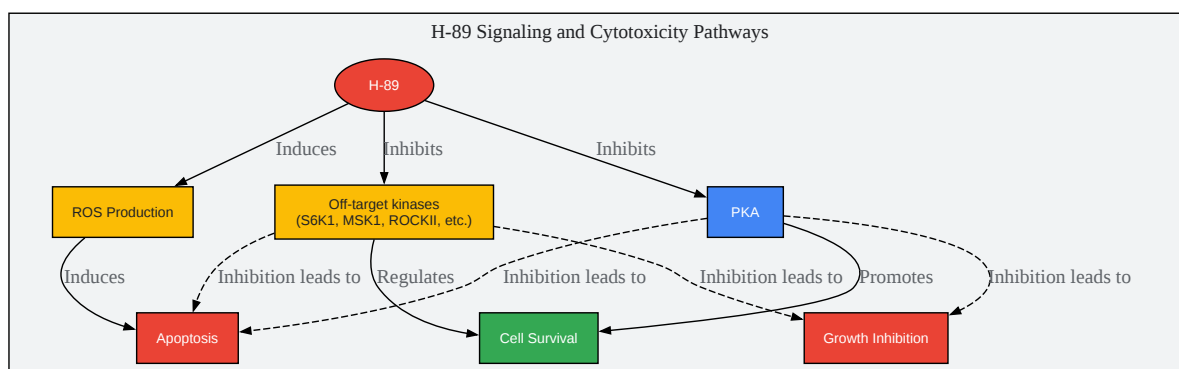 H-89 Signaling and Cytotoxicity Pathways
H-89
Induces
Inhibits
Inhibits
ROS Production
Off-target kinases
(S6K1, MSK1, ROCKII, etc.)
PKA
Induces
Inhibition leads to
Regulates
Inhibition leads to
Inhibition leads to
Promotes
Inhibition leads to
Apoptosis
Cell Survival
Growth Inhibition